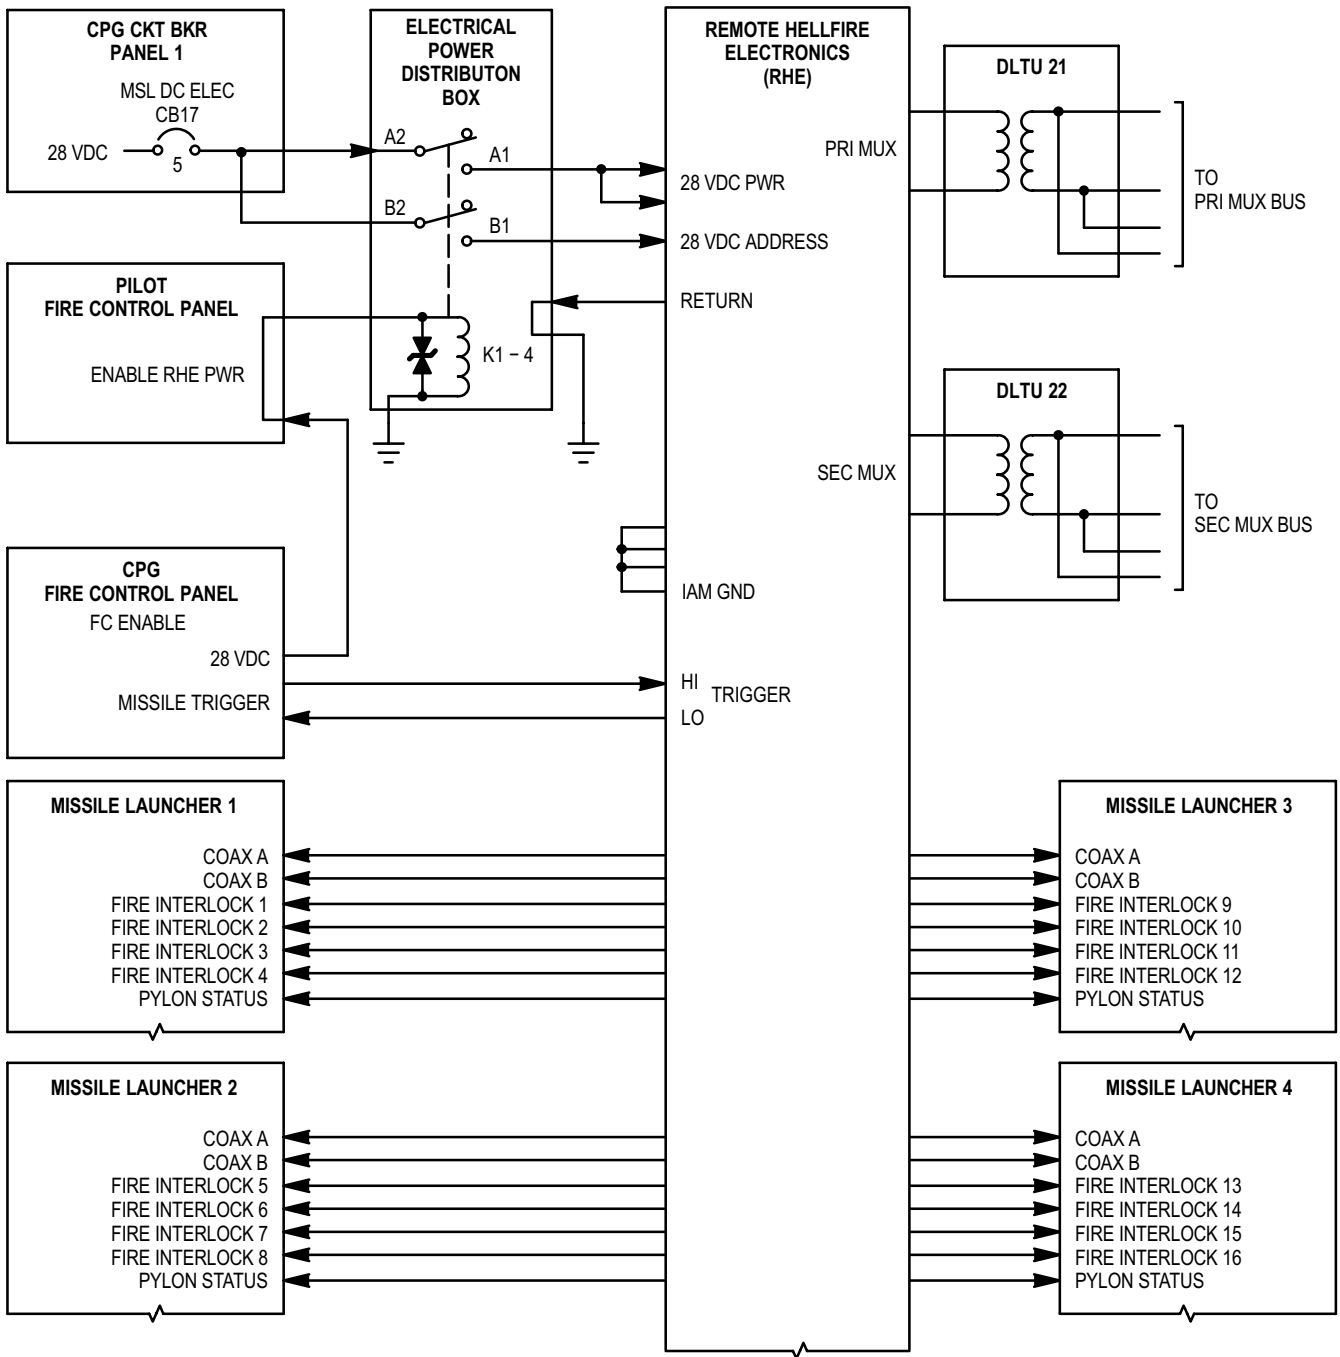 CPG CKT BKR
PANEL 1
MSL DC ELEC
CB17
28 VDC
5
ELECTRICAL
POWER
DISTRIBUTON
BOX
A2
A1
B2
B1
K1 – 4
REMOTE HELLFIRE
ELECTRONICS
(RHE)
PRI MUX
28 VDC PWR
28 VDC ADDRESS
RETURN
SEC MUX
IAM GND
HI
TRIGGER
LO
DLTU 21
TO
PRI MUX BUS
DLTU 22
TO
SEC MUX BUS
PILOT
FIRE CONTROL PANEL
ENABLE RHE PWR
CPG
FIRE CONTROL PANEL
FC ENABLE
28 VDC
MISSILE TRIGGER
MISSILE LAUNCHER 1
COAX A
COAX B
FIRE INTERLOCK 1
FIRE INTERLOCK 2
FIRE INTERLOCK 3
FIRE INTERLOCK 4
PYLON STATUS
MISSILE LAUNCHER 3
COAX A
COAX B
FIRE INTERLOCK 9
FIRE INTERLOCK 10
FIRE INTERLOCK 11
FIRE INTERLOCK 12
PYLON STATUS
MISSILE LAUNCHER 2
COAX A
COAX B
FIRE INTERLOCK 5
FIRE INTERLOCK 6
FIRE INTERLOCK 7
FIRE INTERLOCK 8
PYLON STATUS
MISSILE LAUNCHER 4
COAX A
COAX B
FIRE INTERLOCK 13
FIRE INTERLOCK 14
FIRE INTERLOCK 15
FIRE INTERLOCK 16
PYLON STATUS